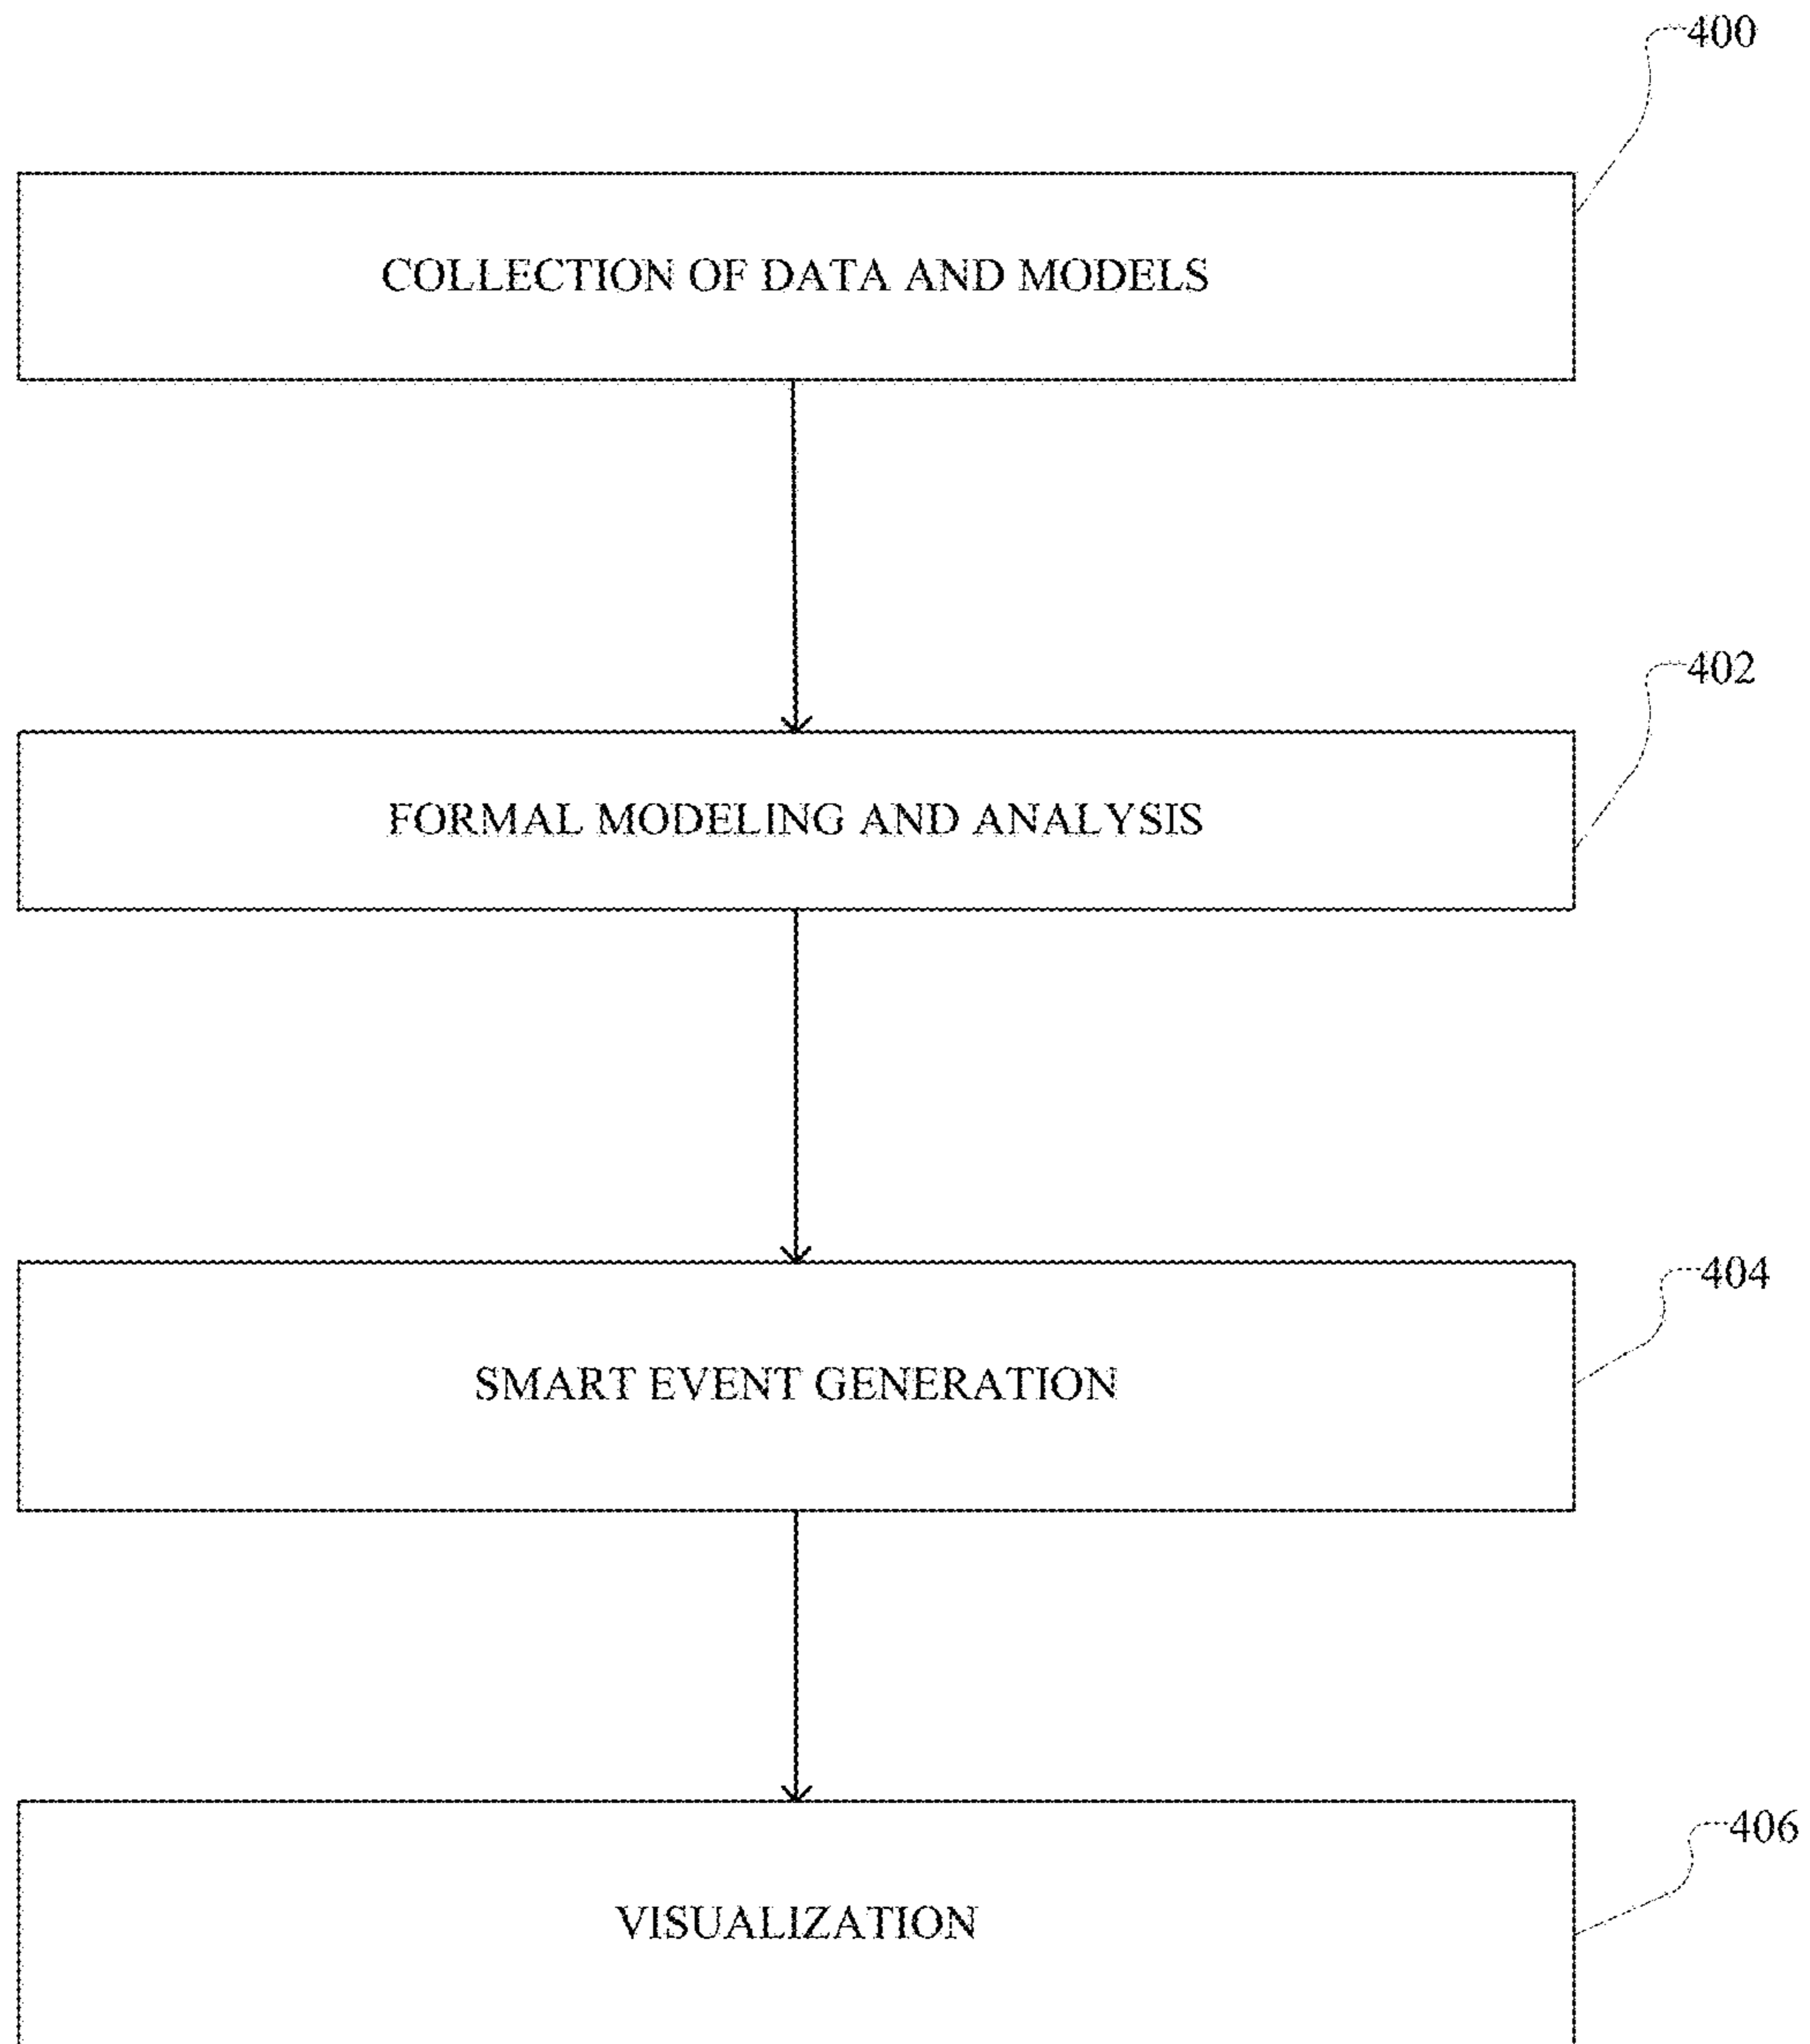 400
COLLECTION OF DATA AND MODELS
402
FORMAL MODELING AND ANALYSIS
404
SMART EVENT GENERATION
406
VISUALIZATION